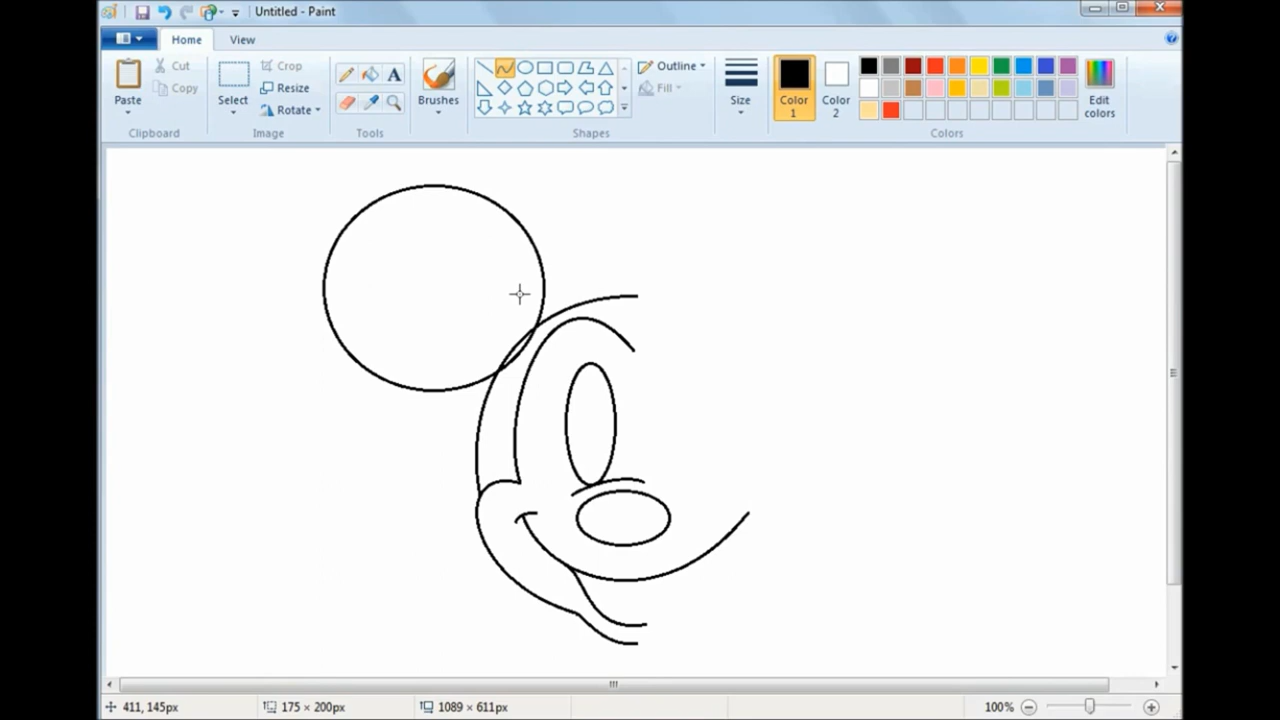 Untitled - Paint
Home View
Paste
Cut
Copy
Clipboard
Select
Crop
Resize
Rotate
Image
A
Tools
Brushes
Shapes
Outline
Fill
Size
Color 1
Color 2
Edit colors
Colors
411, 145px 175 × 200px 1089 × 611px 100%